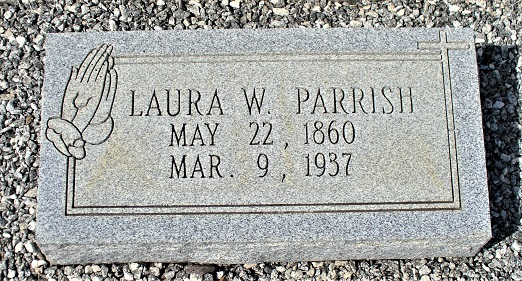 LAURA W. PARRISH
MAY 22, 1860
MAR. 9, 1937